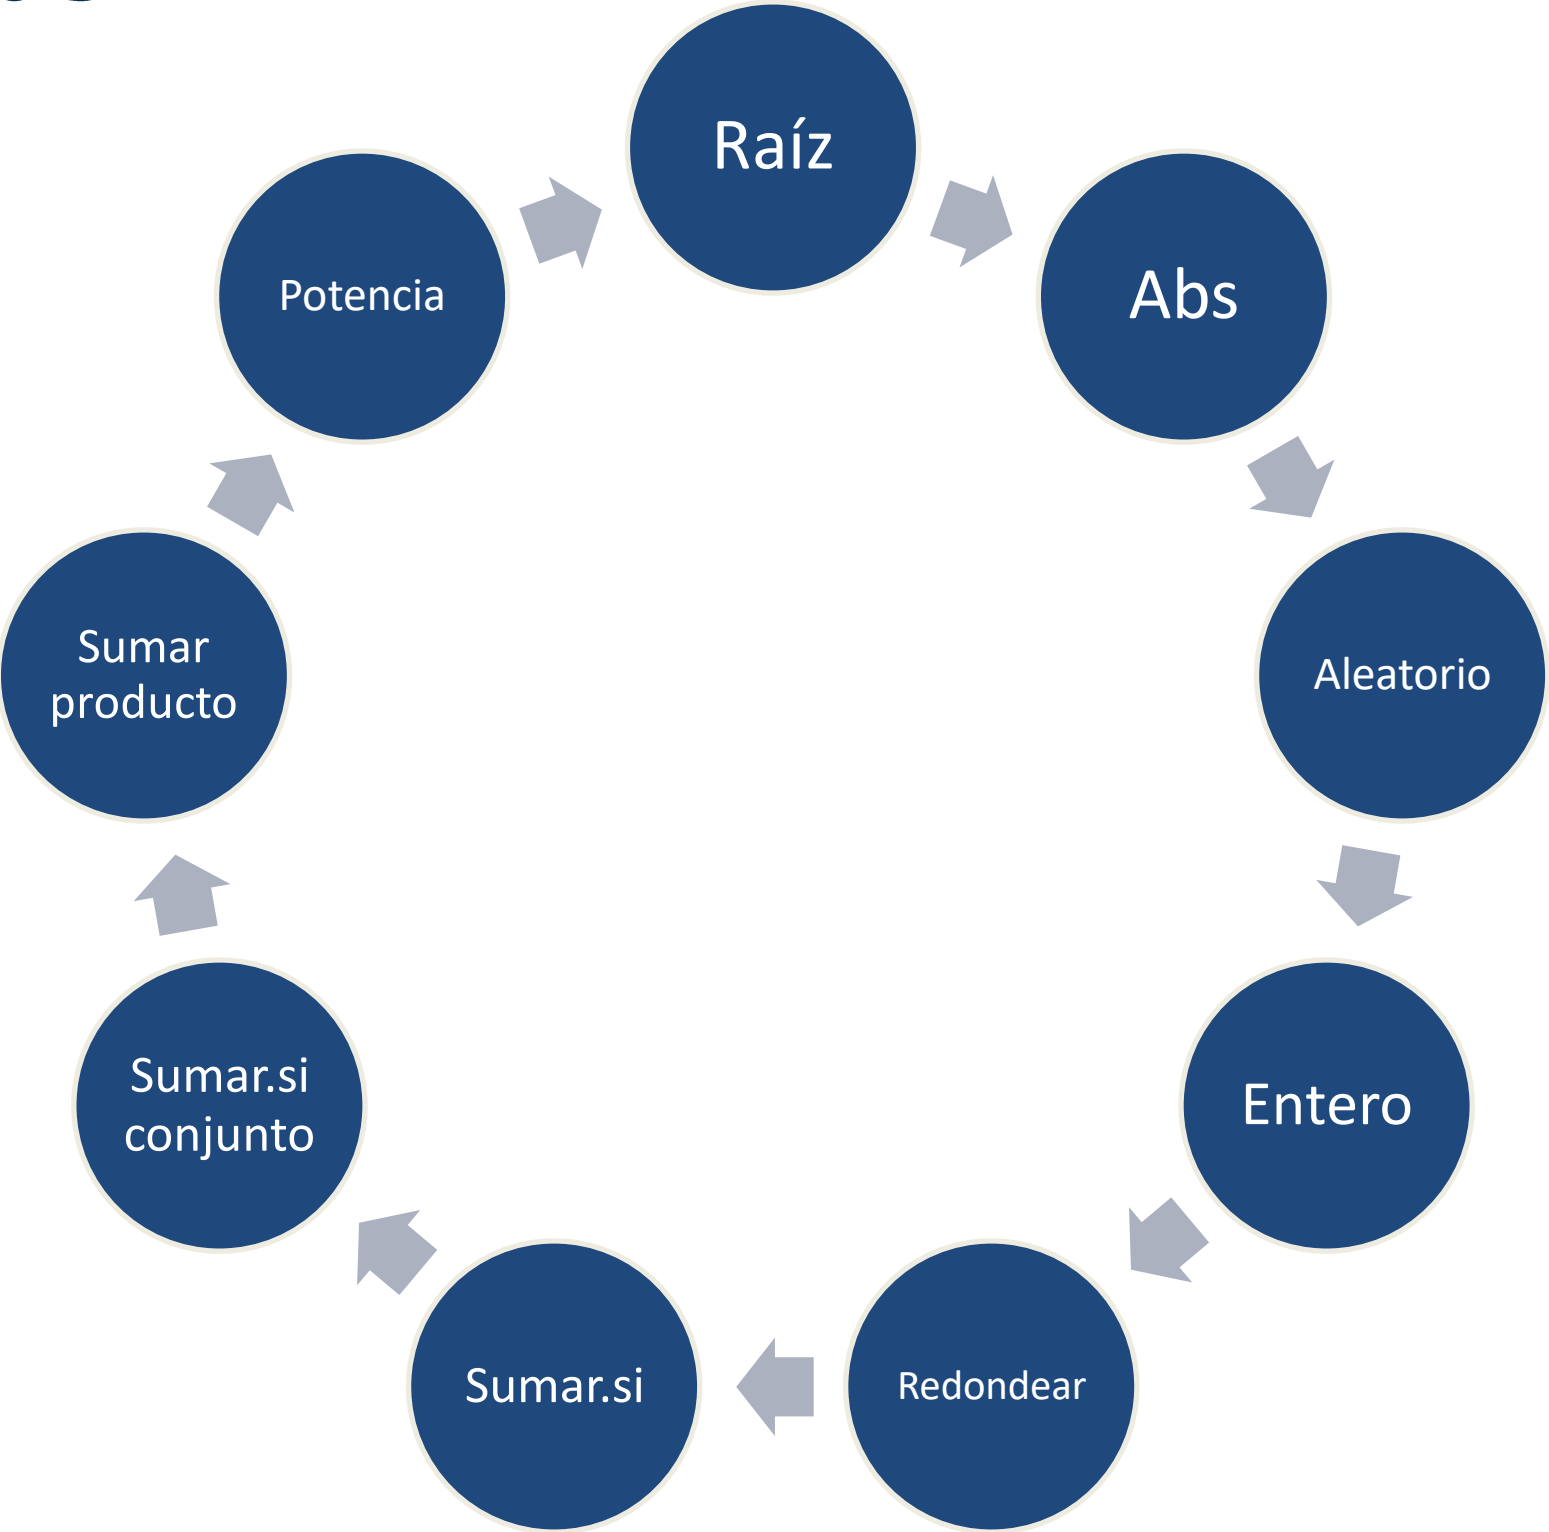 Raíz
Abs
Aleatorio
Entero
Redondear
Sumar.si
Sumar.si
conjunto
Sumar
producto
Potencia